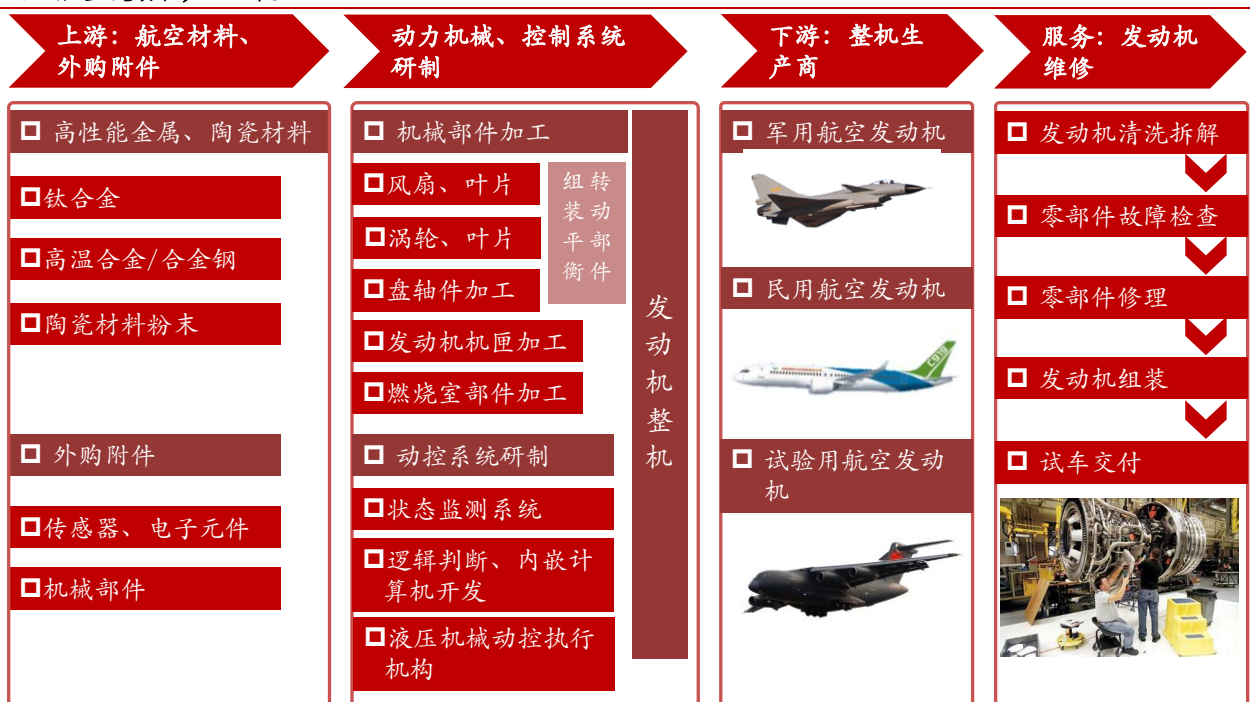 上游：航空材料、
外购附件
高性能金属、陶瓷材料
钛合金
高温合金/合金钢
陶瓷材料粉末
外购附件
传感器、电子元件
机械部件
动力机械、控制系统
研制
机械部件加工
风扇、叶片
涡轮、叶片
盘轴件加工
转动部件
组装平衡
发动机机匣加工
燃烧室部件加工
动控系统研制
状态监测系统
逻辑判断、内嵌计
算机开发
液压机械动控执行
机构
发动机整机
下游：整机生
产商
军用航空发动机
民用航空发动机
C919
试验用航空发动
机
服务：发动机
维修
发动机清洗拆解
零部件故障检查
零部件修理
发动机组装
试车交付